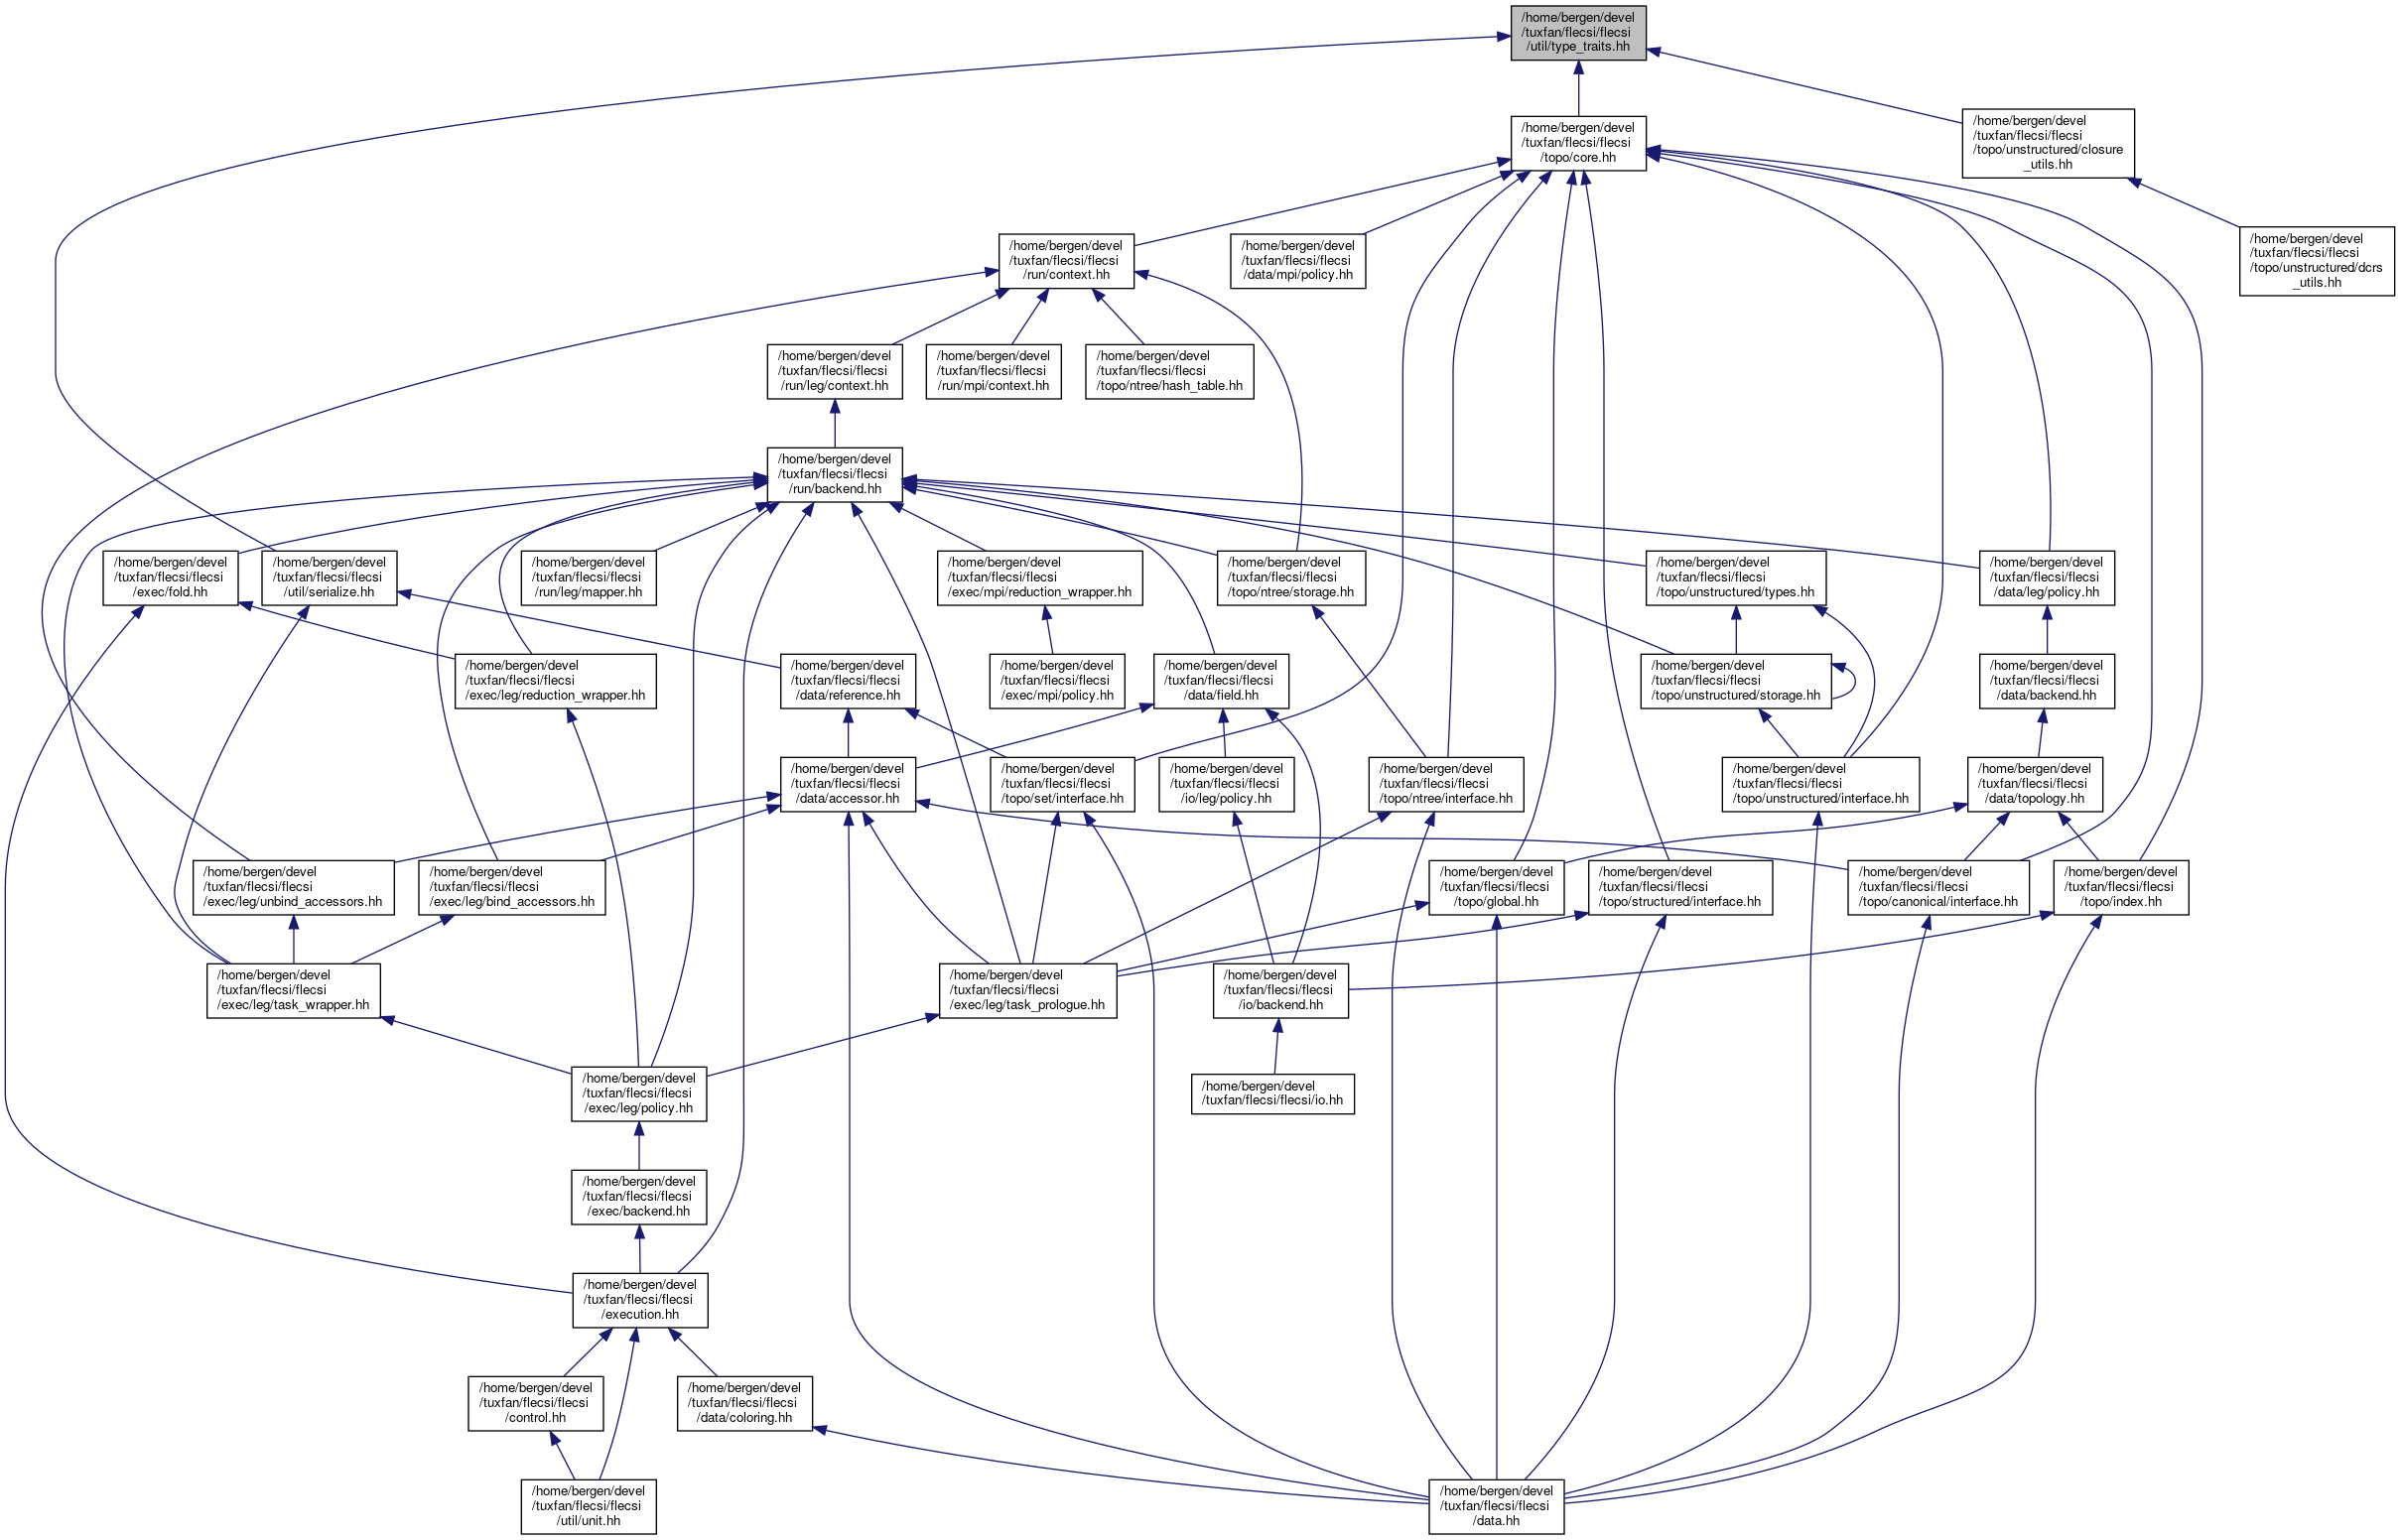 /home/bergen/devel
/tuxfan/flecsi/flecsi
/util/type_traits.hh
/home/bergen/devel
/tuxfan/flecsi/flecsi
/topo/core.hh
/home/bergen/devel
/tuxfan/flecsi/flecsi
/topo/unstructured/closure
_utils.hh
/home/bergen/devel
/tuxfan/flecsi/flecsi
/run/context.hh
/home/bergen/devel
/tuxfan/flecsi/flecsi
/data/mpi/policy.hh
/home/bergen/devel
/tuxfan/flecsi/flecsi
/topo/unstructured/dcrs
_utils.hh
/home/bergen/devel
/tuxfan/flecsi/flecsi
/run/leg/context.hh
/home/bergen/devel
/tuxfan/flecsi/flecsi
/run/mpi/context.hh
/home/bergen/devel
/tuxfan/flecsi/flecsi
/topo/ntree/hash_table.hh
/home/bergen/devel
/tuxfan/flecsi/flecsi
/run/backend.hh
/home/bergen/devel
/tuxfan/flecsi/flecsi
/exec/fold.hh
/home/bergen/devel
/tuxfan/flecsi/flecsi
/util/serialize.hh
/home/bergen/devel
/tuxfan/flecsi/flecsi
/run/leg/mapper.hh
/home/bergen/devel
/tuxfan/flecsi/flecsi
/exec/mpi/reduction_wrapper.hh
/home/bergen/devel
/tuxfan/flecsi/flecsi
/topo/ntree/storage.hh
/home/bergen/devel
/tuxfan/flecsi/flecsi
/topo/unstructured/types.hh
/home/bergen/devel
/tuxfan/flecsi/flecsi
/data/leg/policy.hh
/home/bergen/devel
/tuxfan/flecsi/flecsi
/exec/leg/reduction_wrapper.hh
/home/bergen/devel
/tuxfan/flecsi/flecsi
/data/reference.hh
/home/bergen/devel
/tuxfan/flecsi/flecsi
/exec/mpi/policy.hh
/home/bergen/devel
/tuxfan/flecsi/flecsi
/data/field.hh
/home/bergen/devel
/tuxfan/flecsi/flecsi
/topo/unstructured/storage.hh
/home/bergen/devel
/tuxfan/flecsi/flecsi
/data/backend.hh
/home/bergen/devel
/tuxfan/flecsi/flecsi
/data/accessor.hh
/home/bergen/devel
/tuxfan/flecsi/flecsi
/topo/set/interface.hh
/home/bergen/devel
/tuxfan/flecsi/flecsi
/io/leg/policy.hh
/home/bergen/devel
/tuxfan/flecsi/flecsi
/topo/ntree/interface.hh
/home/bergen/devel
/tuxfan/flecsi/flecsi
/topo/unstructured/interface.hh
/home/bergen/devel
/tuxfan/flecsi/flecsi
/data/topology.hh
/home/bergen/devel
/tuxfan/flecsi/flecsi
/exec/leg/unbind_accessors.hh
/home/bergen/devel
/tuxfan/flecsi/flecsi
/exec/leg/bind_accessors.hh
/home/bergen/devel
/tuxfan/flecsi/flecsi
/topo/global.hh
/home/bergen/devel
/tuxfan/flecsi/flecsi
/topo/structured/interface.hh
/home/bergen/devel
/tuxfan/flecsi/flecsi
/topo/canonical/interface.hh
/home/bergen/devel
/tuxfan/flecsi/flecsi
/topo/index.hh
/home/bergen/devel
/tuxfan/flecsi/flecsi
/exec/leg/task_wrapper.hh
/home/bergen/devel
/tuxfan/flecsi/flecsi
/exec/leg/task_prologue.hh
/home/bergen/devel
/tuxfan/flecsi/flecsi
/io/backend.hh
/home/bergen/devel
/tuxfan/flecsi/flecsi
/exec/leg/policy.hh
/home/bergen/devel
/tuxfan/flecsi/flecsi/io.hh
/home/bergen/devel
/tuxfan/flecsi/flecsi
/exec/backend.hh
/home/bergen/devel
/tuxfan/flecsi/flecsi
/execution.hh
/home/bergen/devel
/tuxfan/flecsi/flecsi
/control.hh
/home/bergen/devel
/tuxfan/flecsi/flecsi
/data/coloring.hh
/home/bergen/devel
/tuxfan/flecsi/flecsi
/util/unit.hh
/home/bergen/devel
/tuxfan/flecsi/flecsi
/data.hh